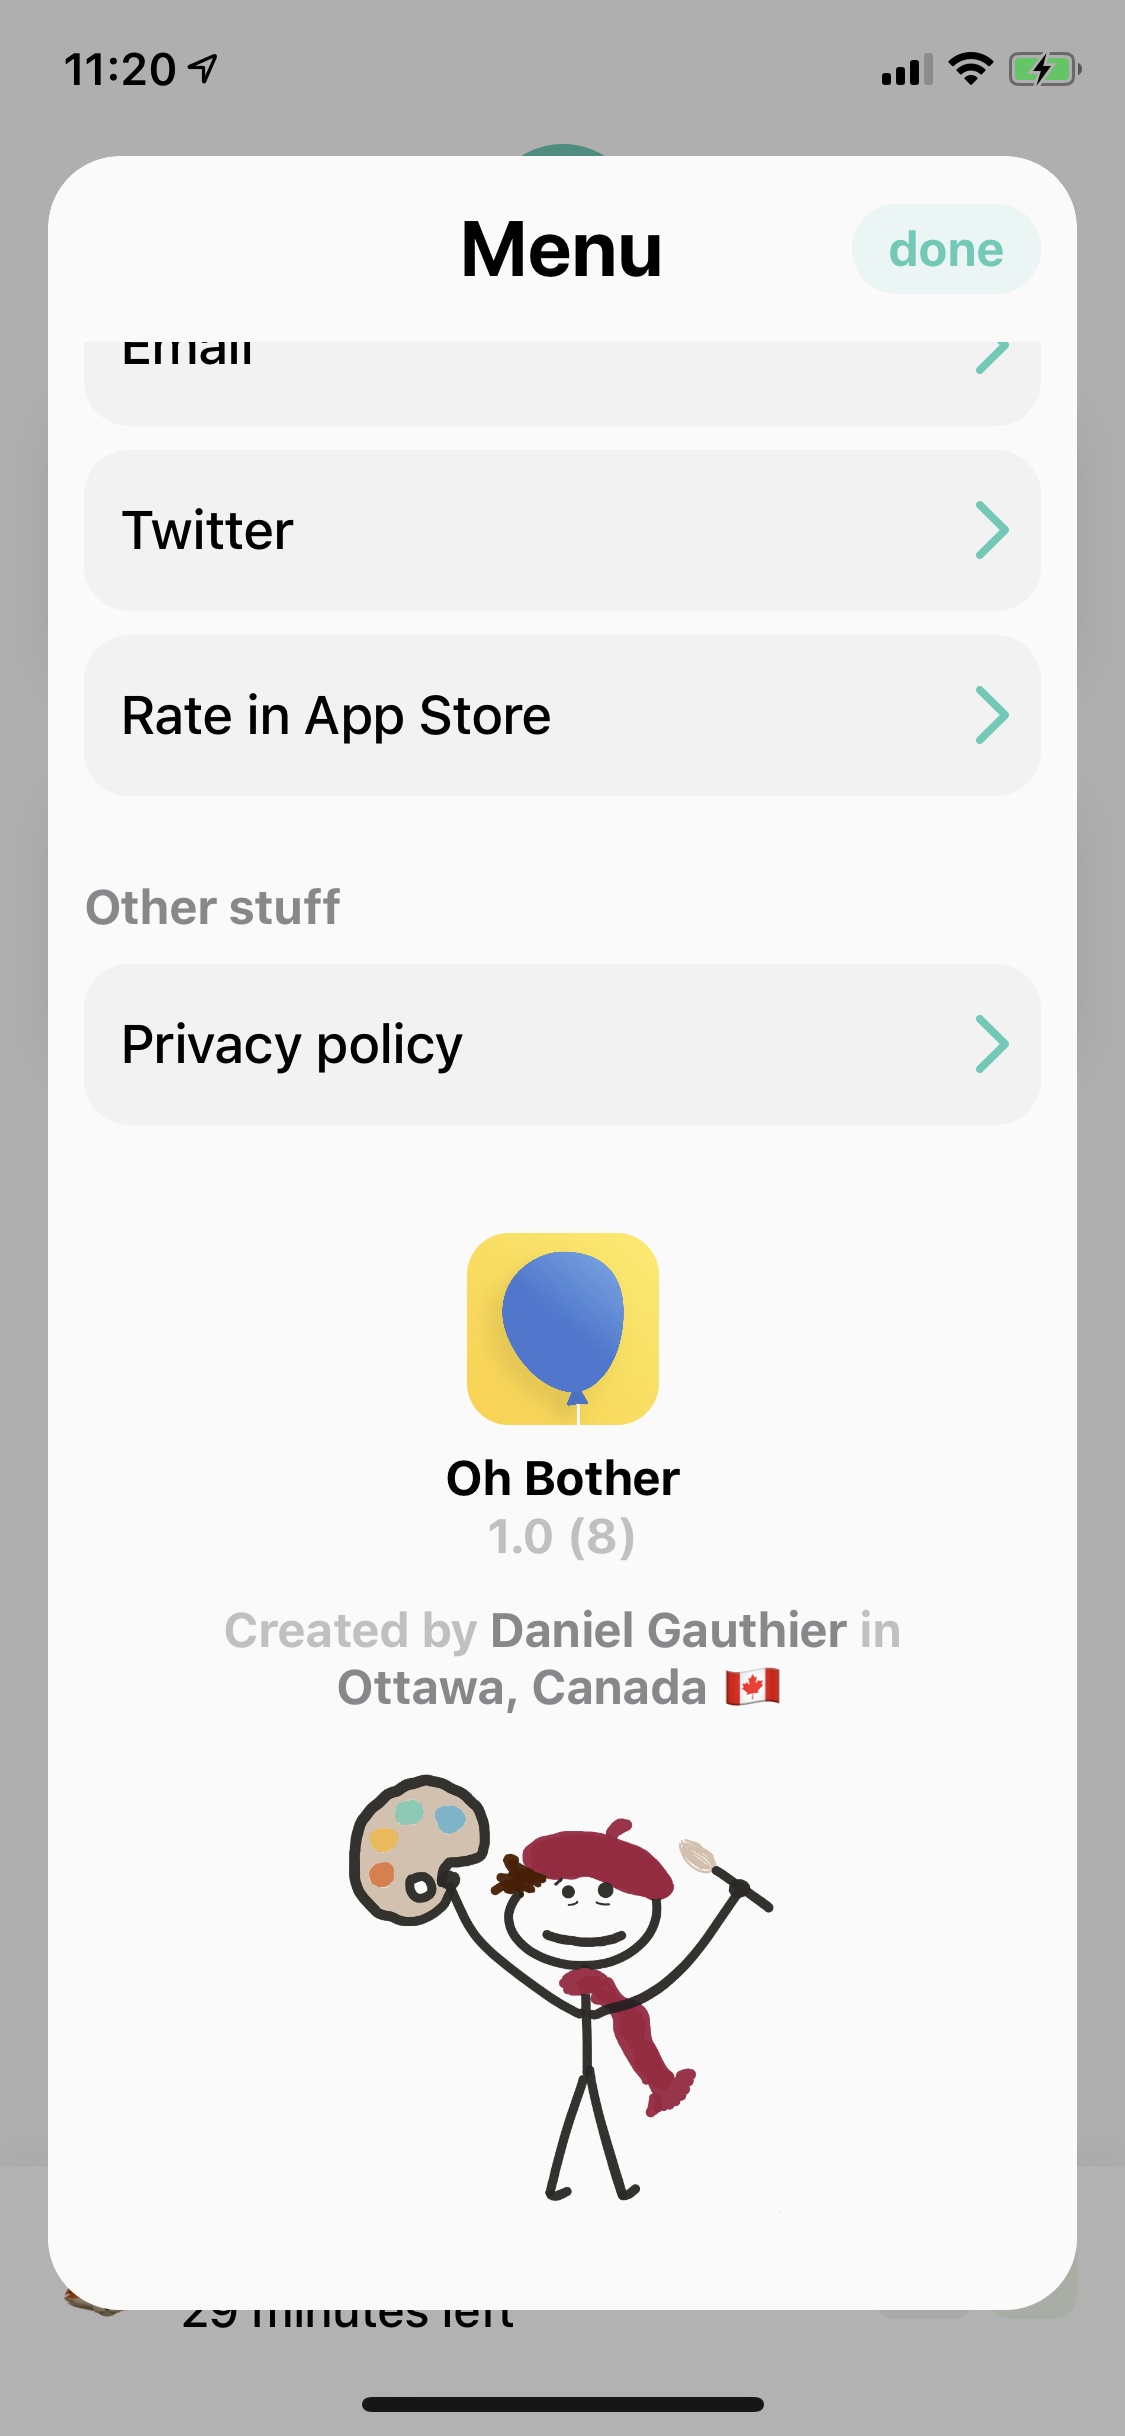 11:20
Menu
done
Email
Twitter
Rate in App Store
Other stuff
Privacy policy
Oh Bother
1.0 (8)
Created by Daniel Gauthier in
Ottawa, Canada 🇨🇦
29 minutes left